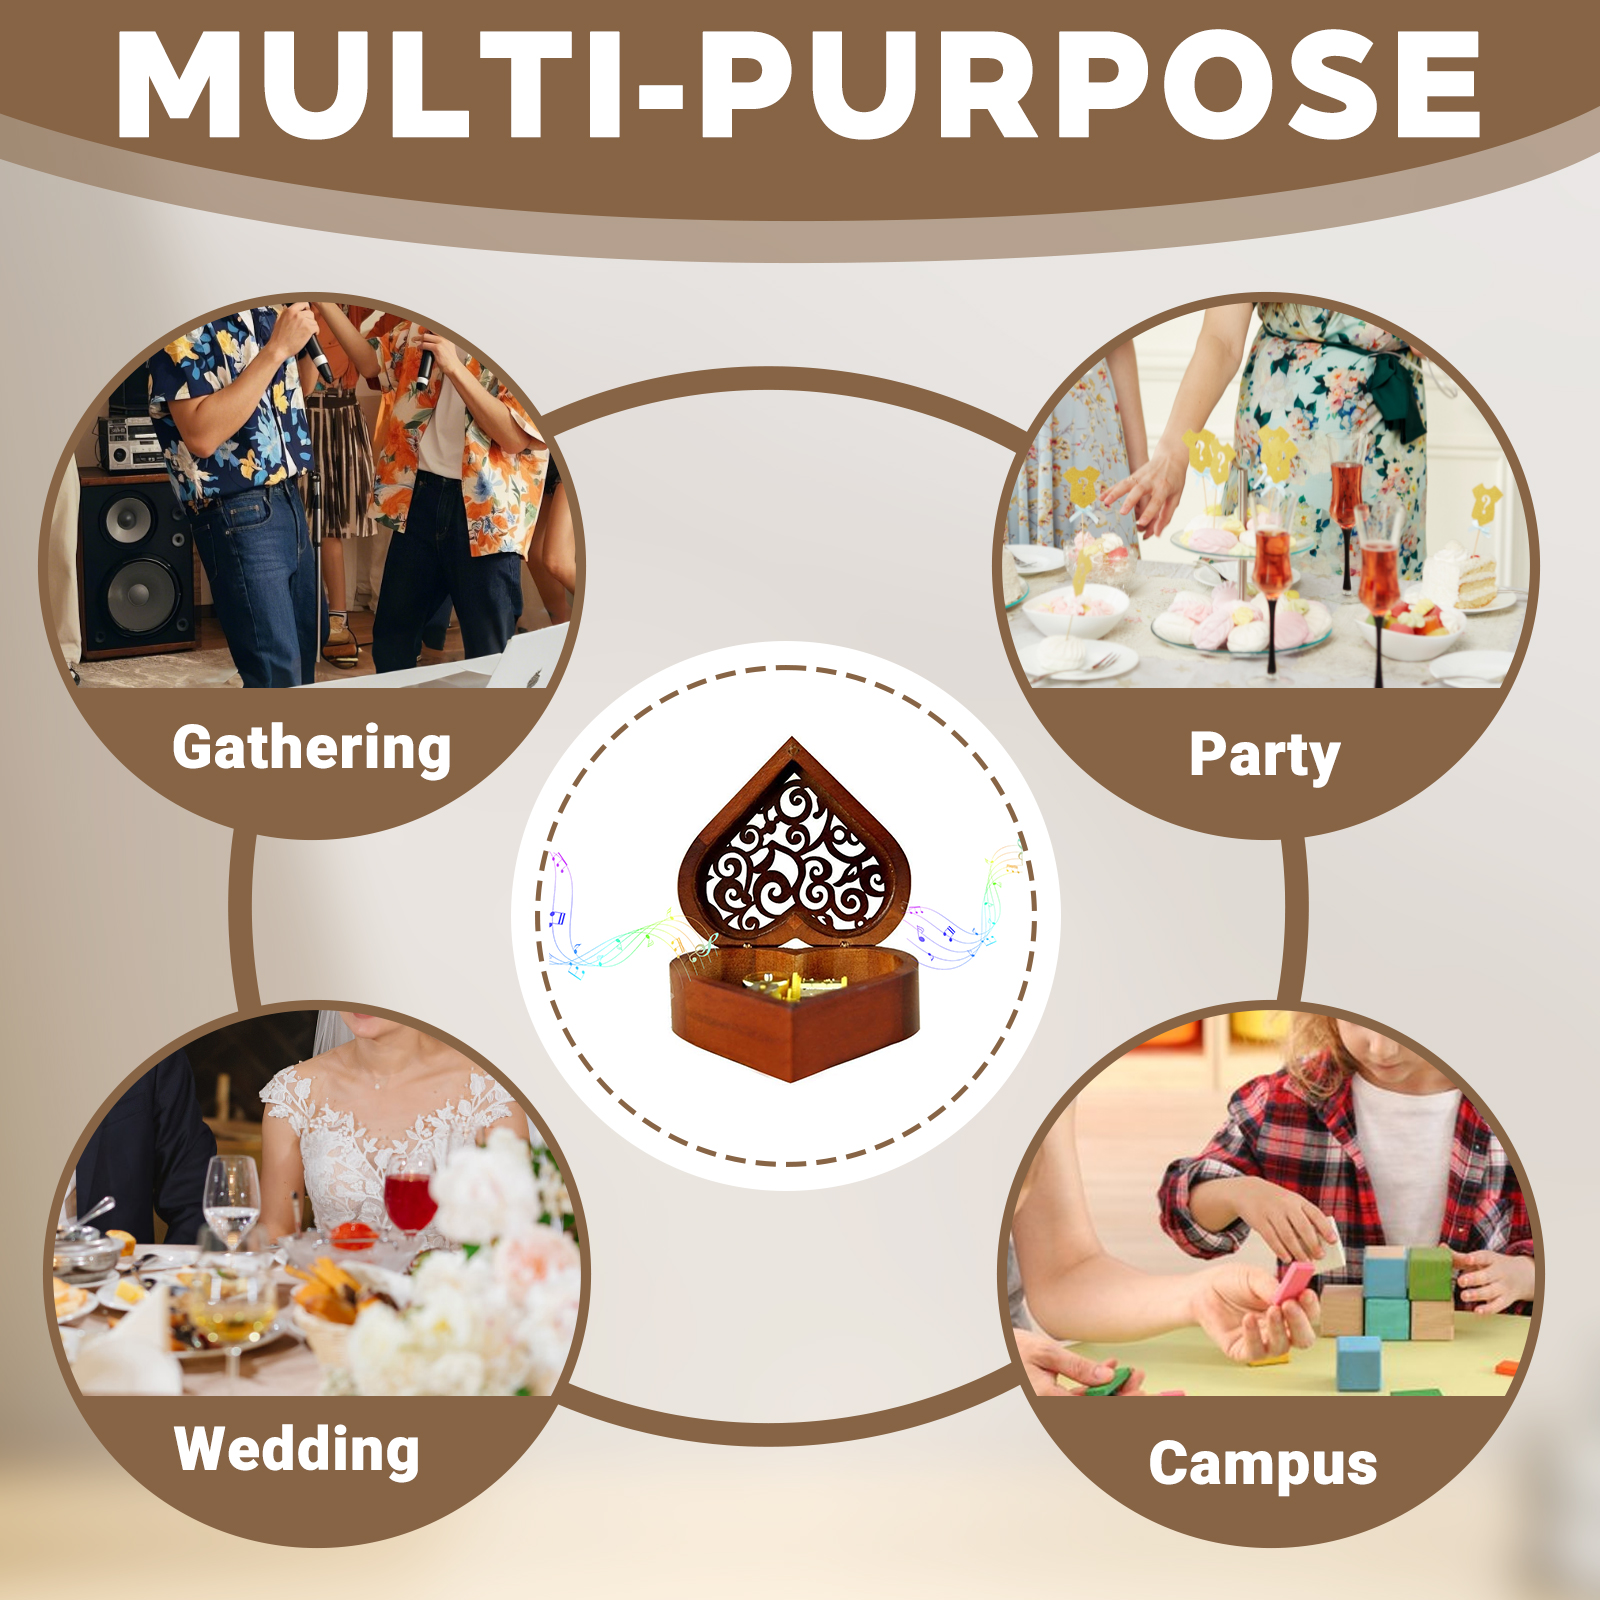 MULTI-PURPOSE
Gathering
Party
? ? ?
?
?
Wedding
Campus